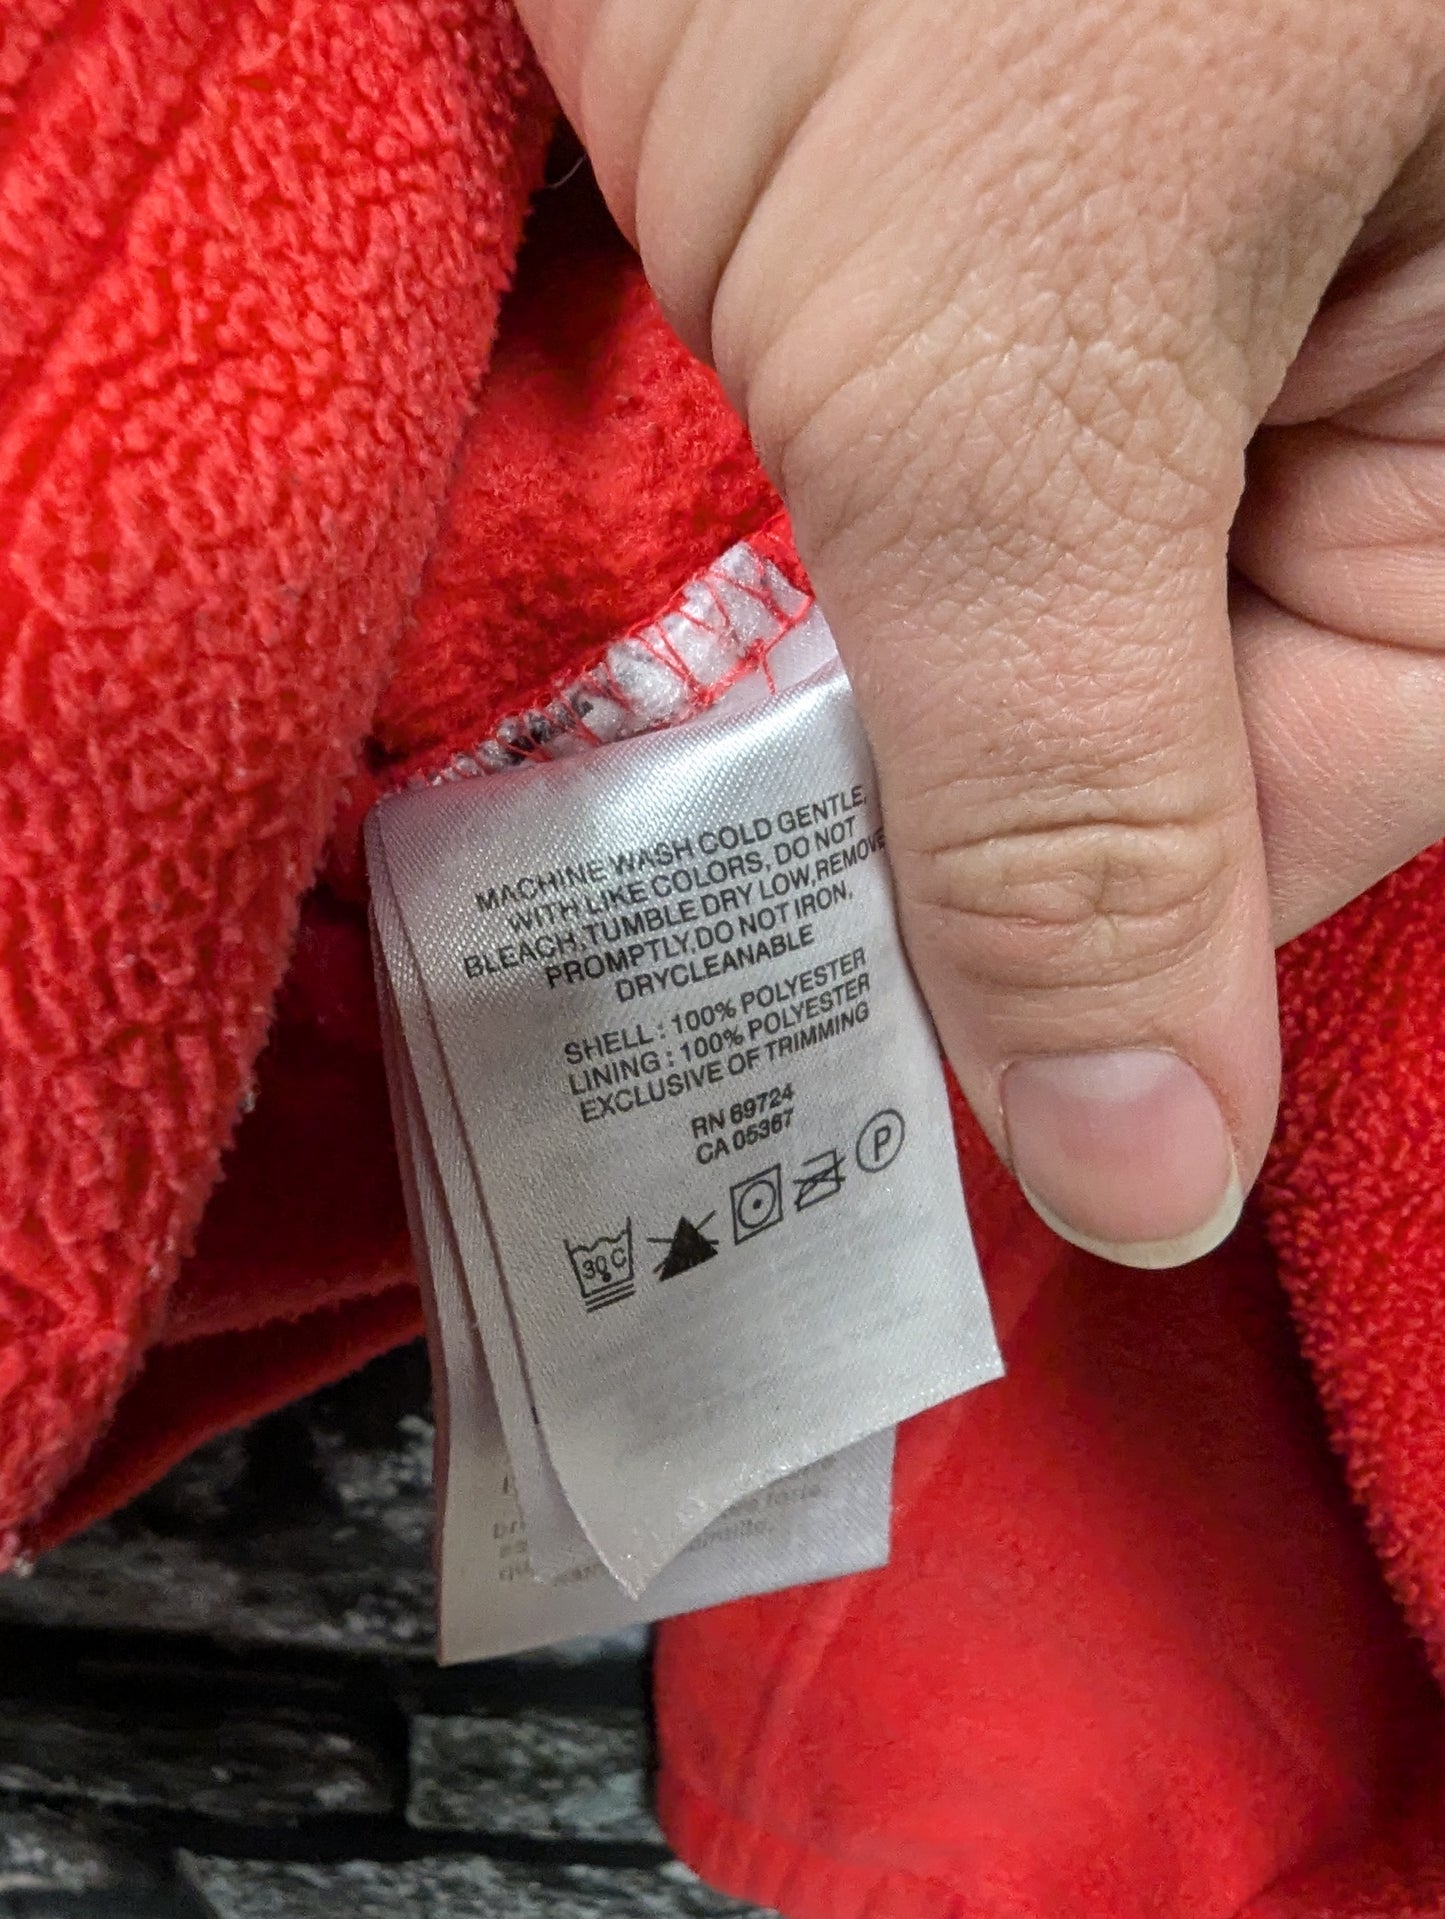 MACHINE WASH COLD GENTLE,
WITH LIKE COLORS, DO NOT
BLEACH,TUMBLE DRY LOW,REMOVE
PROMPTLY,DO NOT IRON,
DRYCLEANABLE
SHELL : 100% POLYESTER
LINING : 100% POLYESTER
EXCLUSIVE OF TRIMMING
RN 69724
CA 05367
30°C
P